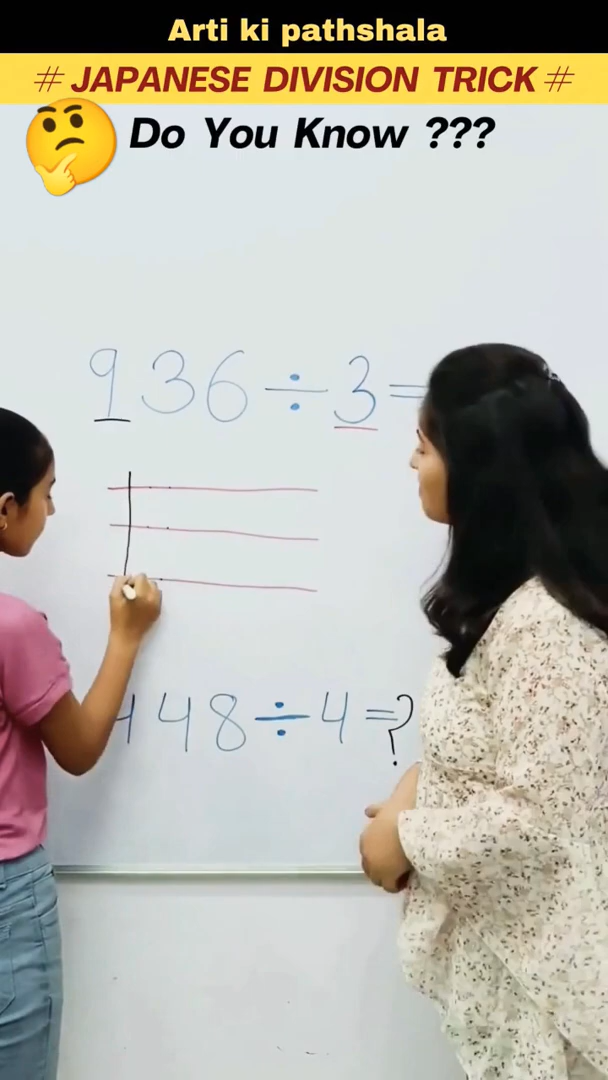 Arti ki pathshala
# JAPANESE DIVISION TRICK #
Do You Know ???
936 ÷ 3 =
448 ÷ 4 = ?